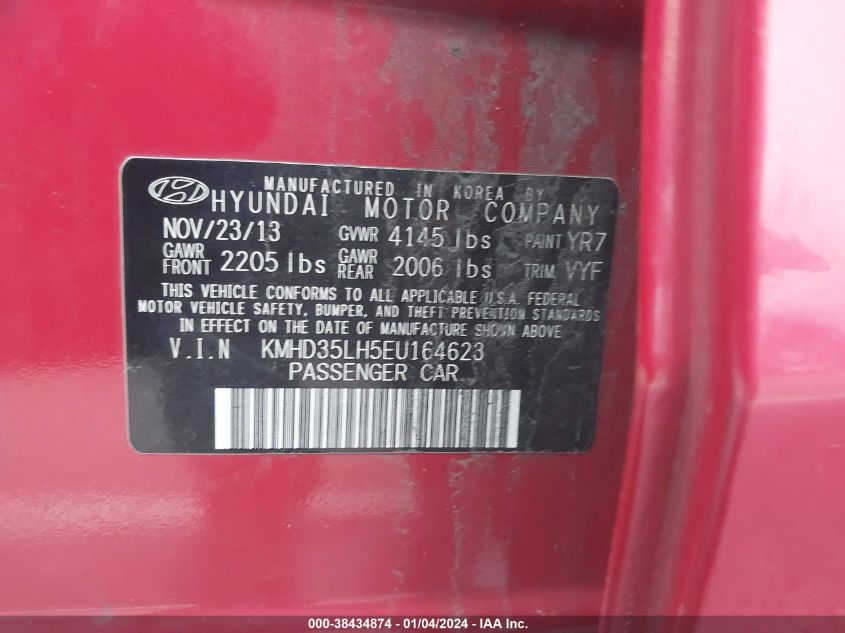 MANUFACTURED IN KOREA BY
HYUNDAI MOTOR COMPANY
NOV/23/13 GVWR 4145 lbs PAINT YR7
GAWR FRONT 2205 lbs GAWR REAR 2006 lbs TRIM VYF
THIS VEHICLE CONFORMS TO ALL APPLICABLE U.S.A. FEDERAL
MOTOR VEHICLE SAFETY, BUMPER, AND THEFT PREVENTION STANDARDS
IN EFFECT ON THE DATE OF MANUFACTURE SHOWN ABOVE
V.I.N KMHD35LH5EU164623
PASSENGER CAR
000-38434874 - 01/04/2024 - IAA, Inc.